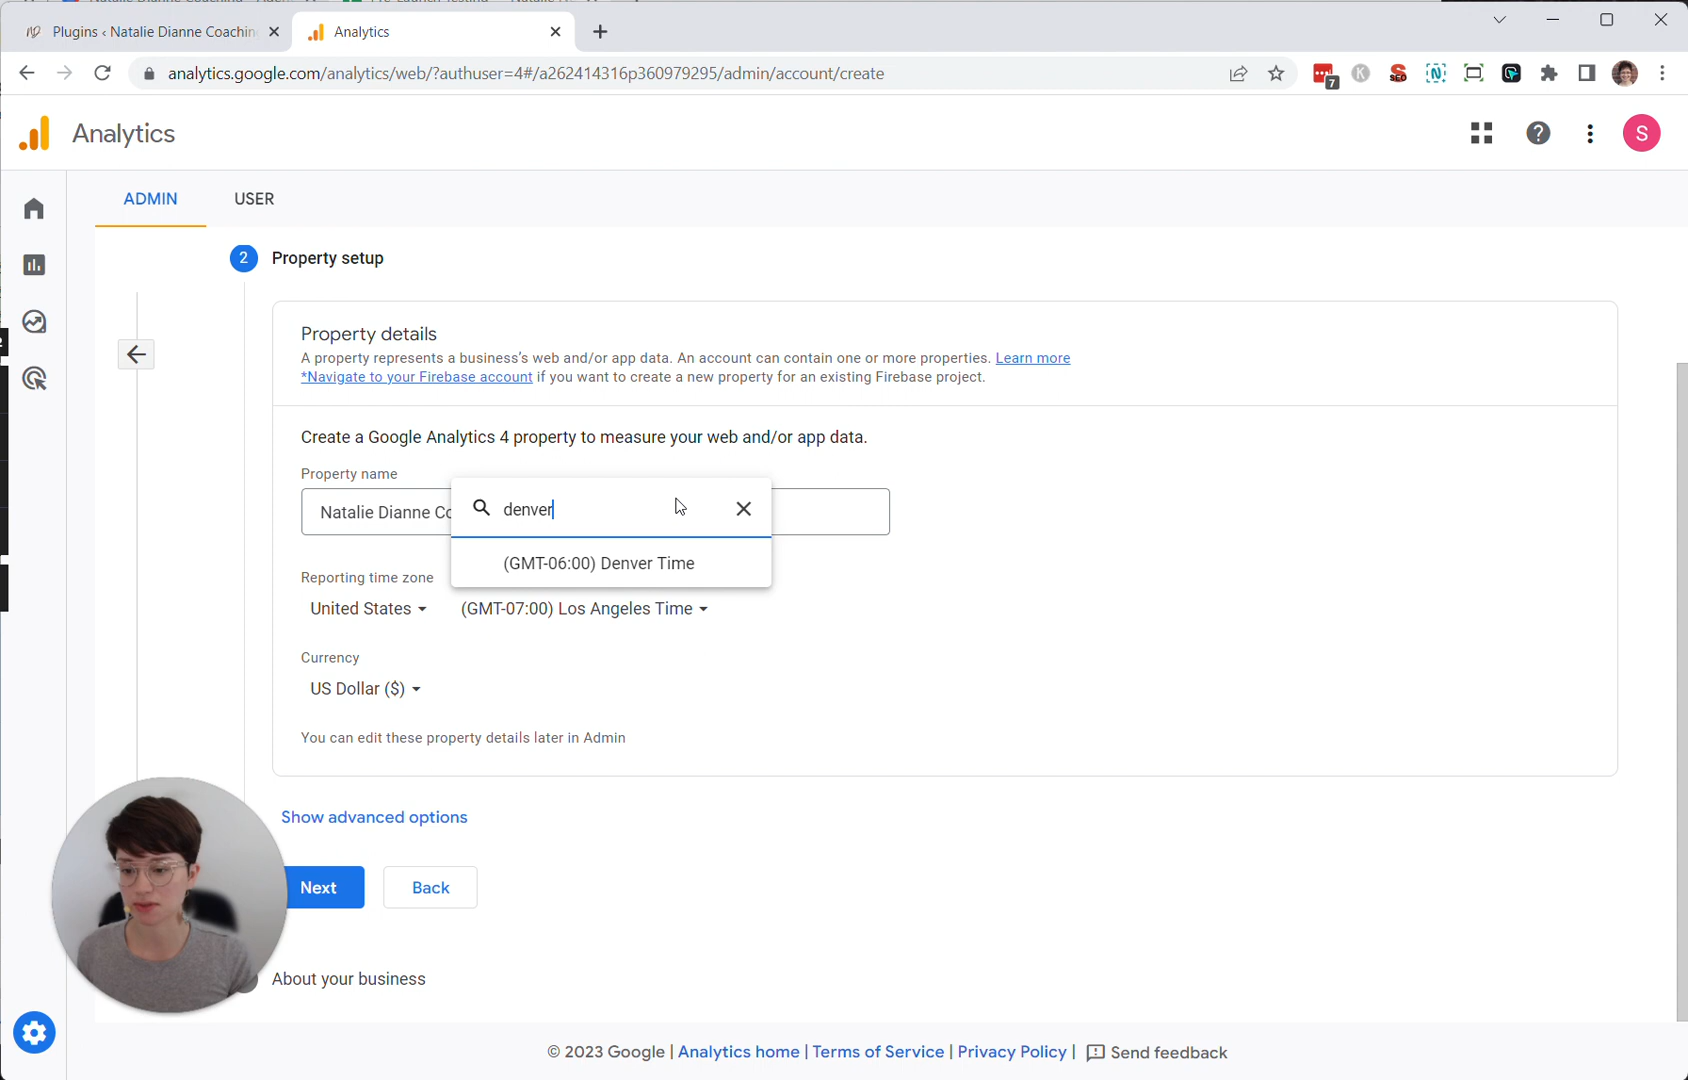 Plugins ‹ Natalie Dianne Coachin
Analytics
analytics.google.com/analytics/web/?authuser=4#/a262414316p360979295/admin/account/create
7
K
SEO
N
Analytics
S
ADMIN
USER
2
Property setup
Property details
A property represents a business's web and/or app data. An account can contain one or more properties. Learn more
*Navigate to your Firebase account if you want to create a new property for an existing Firebase project.
Create a Google Analytics 4 property to measure your web and/or app data.
Property name
Natalie Dianne Co
denver
(GMT-06:00) Denver Time
Reporting time zone
United States
(GMT-07:00) Los Angeles Time
Currency
US Dollar ($)
You can edit these property details later in Admin
Show advanced options
Next
Back
About your business
© 2023 Google | Analytics home | Terms of Service | Privacy Policy | Send feedback